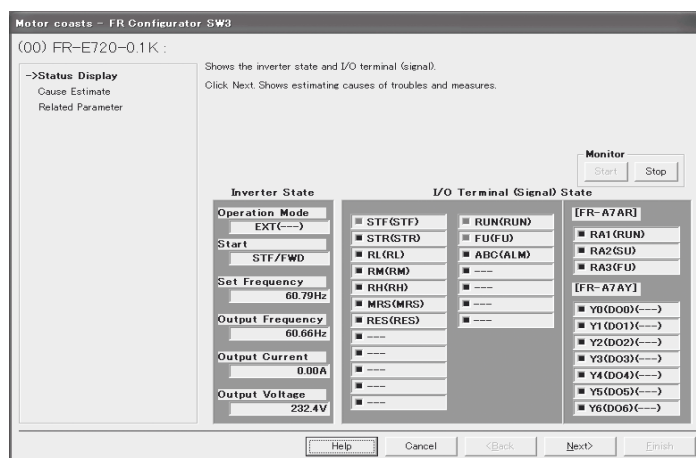 Motor coasts - FR Configurator SW3
(00) FR-E720-0.1K :
->Status Display
Cause Estimate
Related Parameter
Shows the inverter state and I/O terminal (signal).
Click Next. Shows estimating causes of troubles and measures.
Monitor
Start Stop
Inverter State
Operation Mode
EXT(---)
Start
STF/FWD
Set Frequency
60.79Hz
Output Frequency
60.66Hz
Output Current
0.00A
Output Voltage
232.4V
I/O Terminal (Signal) State
STF(STF)
STR(STR)
RL(RL)
RM(RM)
RH(RH)
MRS(MRS)
RES(RES)
---
---
---
---
---
RUN(RUN)
FU(FU)
ABC(ALM)
---
---
---
---
[FR-A7AR]
RA1(RUN)
RA2(SU)
RA3(FU)
[FR-A7AY]
Y0(DO0)(---)
Y1(DO1)(---)
Y2(DO2)(---)
Y3(DO3)(---)
Y4(DO4)(---)
Y5(DO5)(---)
Y6(DO6)(---)
Help Cancel <Back Next> Finish